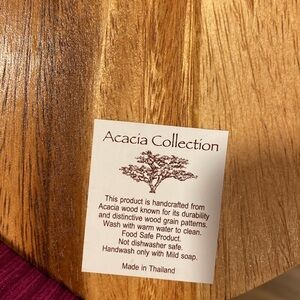 Acacia Collection
This product is handcrafted from
Acacia wood known for its durability
and distinctive wood grain patterns.
Wash with warm water to clean.
Food Safe Product.
Not dishwasher safe.
Handwash only with Mild soap.
Made in Thailand